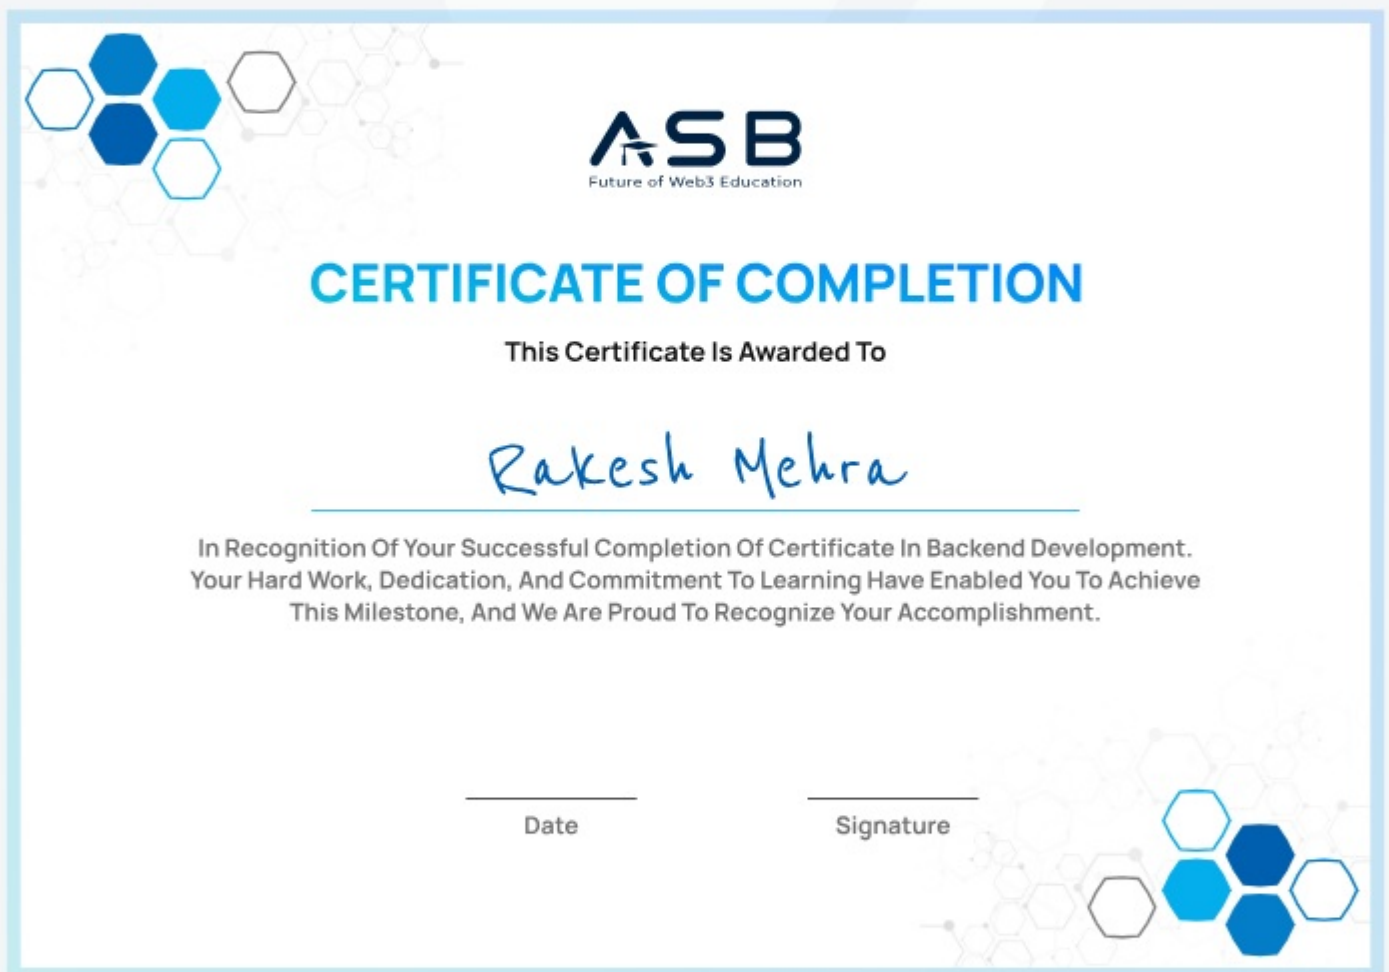 ASB
Future of Web3 Education
CERTIFICATE OF COMPLETION
This Certificate Is Awarded To
Rakesh Mehra
In Recognition Of Your Successful Completion Of Certificate In Backend Development.
Your Hard Work, Dedication, And Commitment To Learning Have Enabled You To Achieve
This Milestone, And We Are Proud To Recognize Your Accomplishment.
Date
Signature